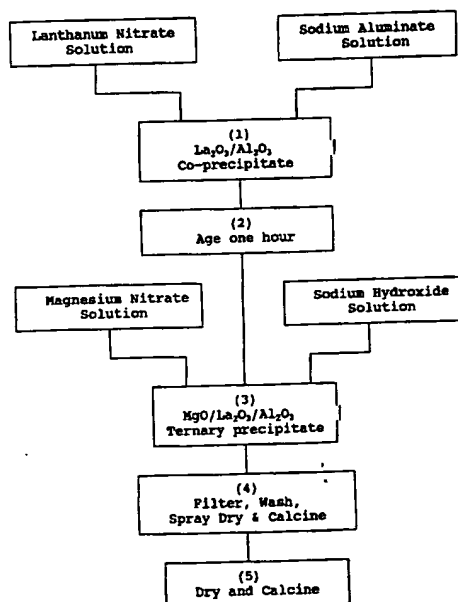 Lanthanum Nitrate
Solution
Sodium Aluminate
Solution
(1)
La₂O₃/Al₂O₃
Co-precipitate
(2)
Age one hour
Magnesium Nitrate
Solution
Sodium Hydroxide
Solution
(3)
MgO/La₂O₃/Al₂O₃
Ternary precipitate
(4)
Filter, Wash,
Spray Dry & Calcine
(5)
Dry and Calcine